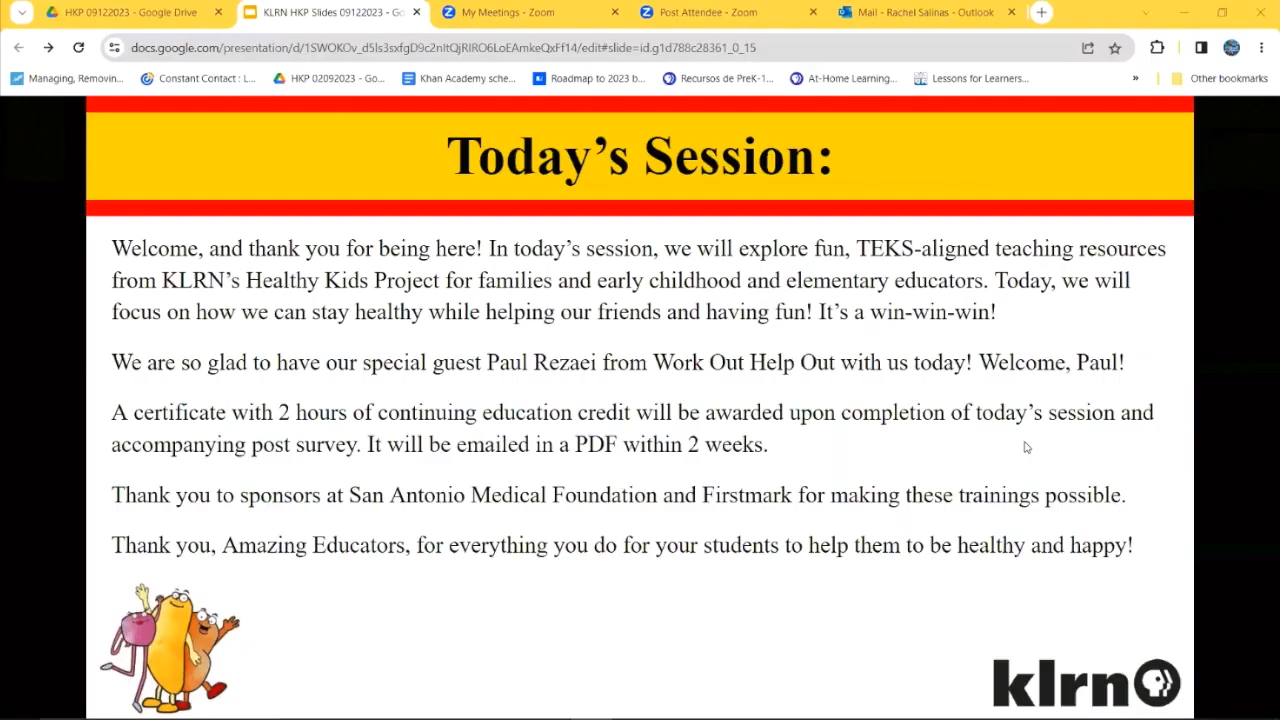 HKP 09122023 - Google Drive
KLRN HKP Slides 09122023 - Go
My Meetings - Zoom
Post Attendee - Zoom
Mail - Rachel Salinas - Outlook
docs.google.com/presentation/d/1SWOKOv_d5ls3sxfgD9c2nItQjRIRO6LoEAmkeQxFf14/edit#slide=id.g1d788c28361_0_15
Managing, Removin...
Constant Contact : L...
HKP 02092023 - Go...
Khan Academy sche...
Roadmap to 2023 b...
Recursos de PreK-1...
At-Home Learning...
Lessons for Learners...
»
Other bookmarks
Today’s Session:
Welcome, and thank you for being here! In today’s session, we will explore fun, TEKS-aligned teaching resources
from KLRN’s Healthy Kids Project for families and early childhood and elementary educators. Today, we will
focus on how we can stay healthy while helping our friends and having fun! It’s a win-win-win!
We are so glad to have our special guest Paul Rezaei from Work Out Help Out with us today! Welcome, Paul!
A certificate with 2 hours of continuing education credit will be awarded upon completion of today’s session and
accompanying post survey. It will be emailed in a PDF within 2 weeks.
Thank you to sponsors at San Antonio Medical Foundation and Firstmark for making these trainings possible.
Thank you, Amazing Educators, for everything you do for your students to help them to be healthy and happy!
klrn